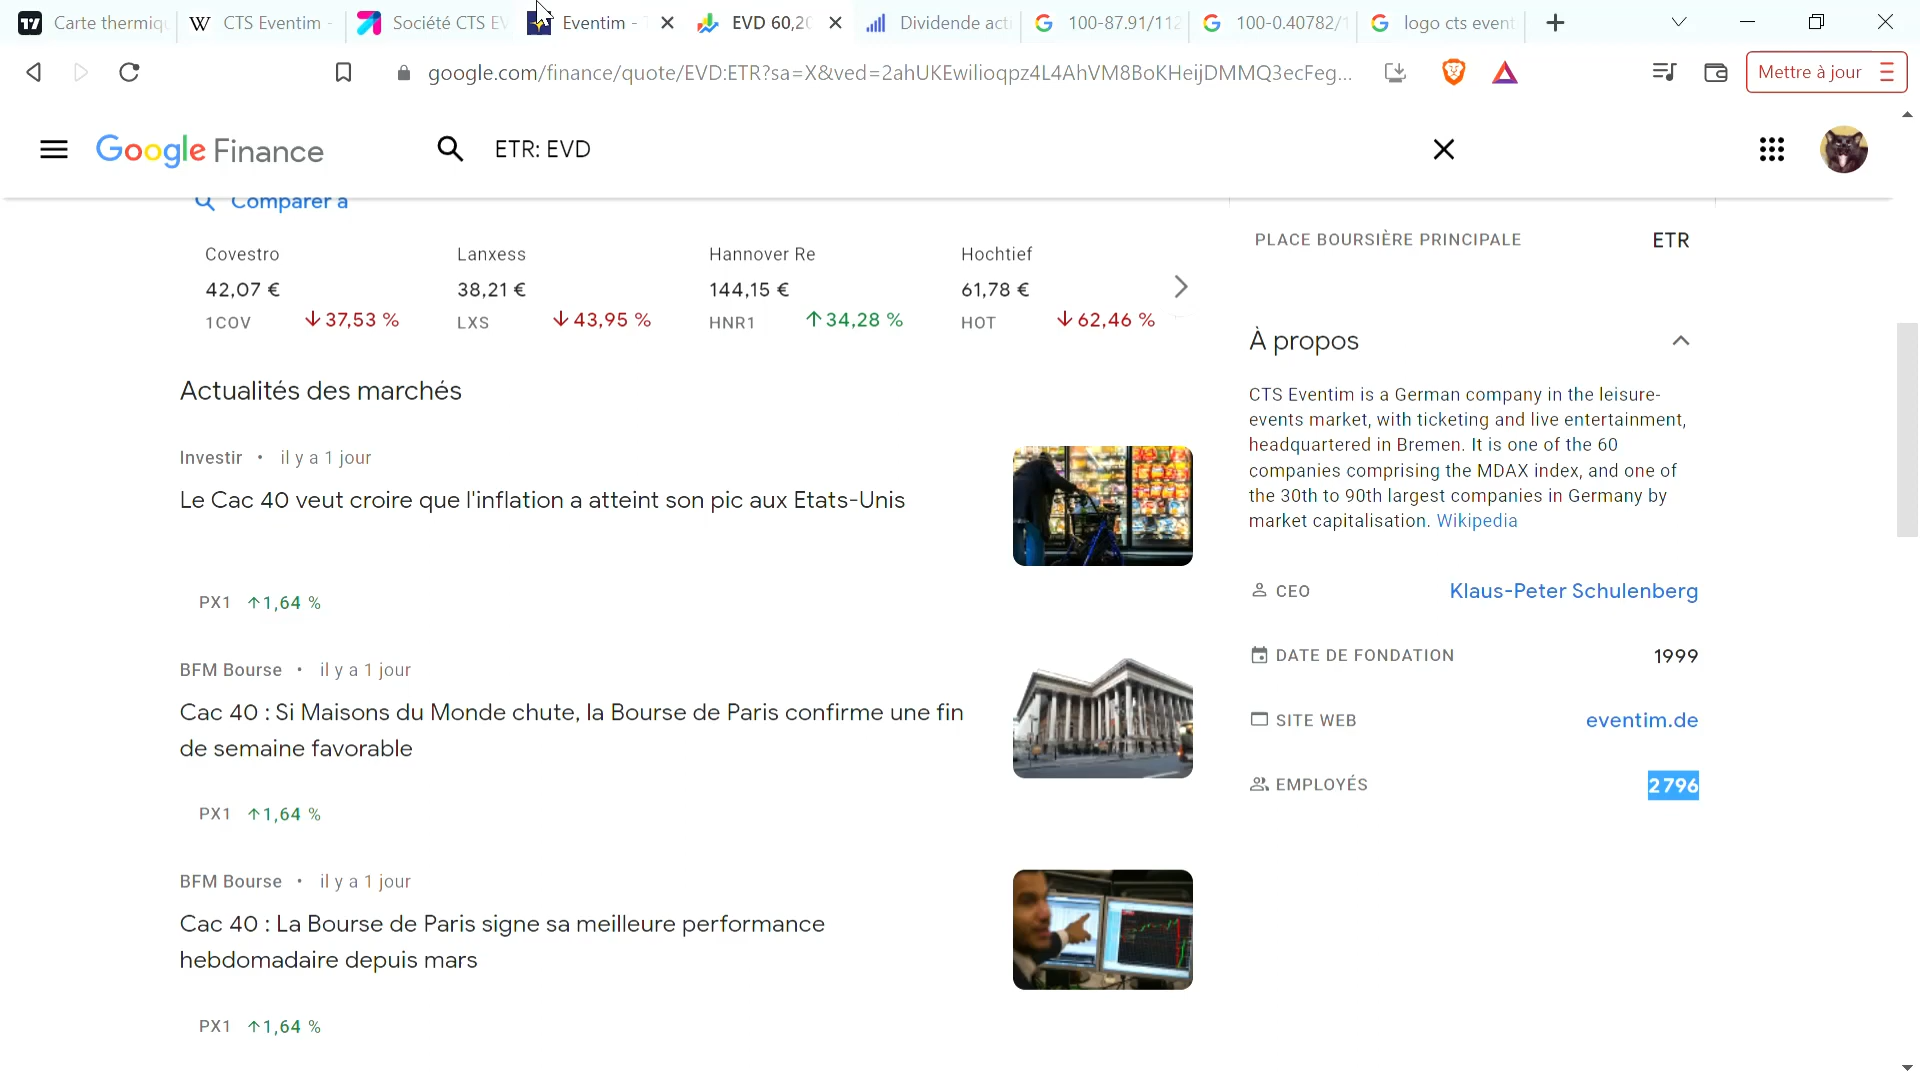 Carte thermiqu
CTS Eventim -
Société CTS EV
Eventim -
EVD 60,20
Dividende acti
100-87.91/112
100-0.40782/1
logo cts event
google.com/finance/quote/EVD:ETR?sa=X&ved=2ahUKEwilioqpz4L4AhVM8BoKHeijDMMQ3ecFeg...
Mettre à jour
Google Finance
ETR: EVD
Comparer à
Covestro
42,07 €
1COV
37,53 %
Lanxess
38,21 €
LXS
43,95 %
Hannover Re
144,15 €
HNR1
34,28 %
Hochtief
61,78 €
HOT
62,46 %
Actualités des marchés
Investir • il y a 1 jour
Le Cac 40 veut croire que l'inflation a atteint son pic aux Etats-Unis
PX1 1,64 %
BFM Bourse • il y a 1 jour
Cac 40 : Si Maisons du Monde chute, la Bourse de Paris confirme une fin
de semaine favorable
PX1 1,64 %
BFM Bourse • il y a 1 jour
Cac 40 : La Bourse de Paris signe sa meilleure performance
hebdomadaire depuis mars
PX1 1,64 %
PLACE BOURSIÈRE PRINCIPALE
ETR
À propos
CTS Eventim is a German company in the leisure-
events market, with ticketing and live entertainment,
headquartered in Bremen. It is one of the 60
companies comprising the MDAX index, and one of
the 30th to 90th largest companies in Germany by
market capitalisation. Wikipedia
CEO
Klaus-Peter Schulenberg
DATE DE FONDATION
1999
SITE WEB
eventim.de
EMPLOYÉS
2 796